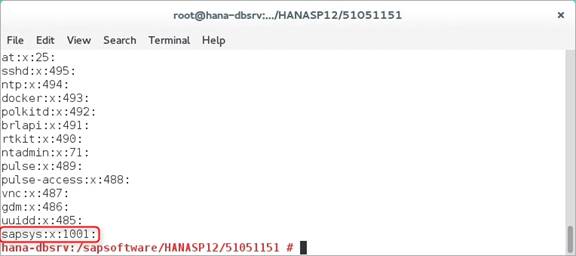 root@hana-dbsrv:.../HANASP12/51051151
File Edit View Search Terminal Help
at:x:25:
sshd:x:495:
ntp:x:494:
docker:x:493:
polkitd:x:492:
brlapi:x:491:
rtkit:x:490:
ntadmin:x:71:
pulse:x:489:
pulse-access:x:488:
vnc:x:487:
gdm:x:486:
uuidd:x:485:
sapsys:x:1001:
hana-dbsrv:/sapsoftware/HANASP12/51051151 #